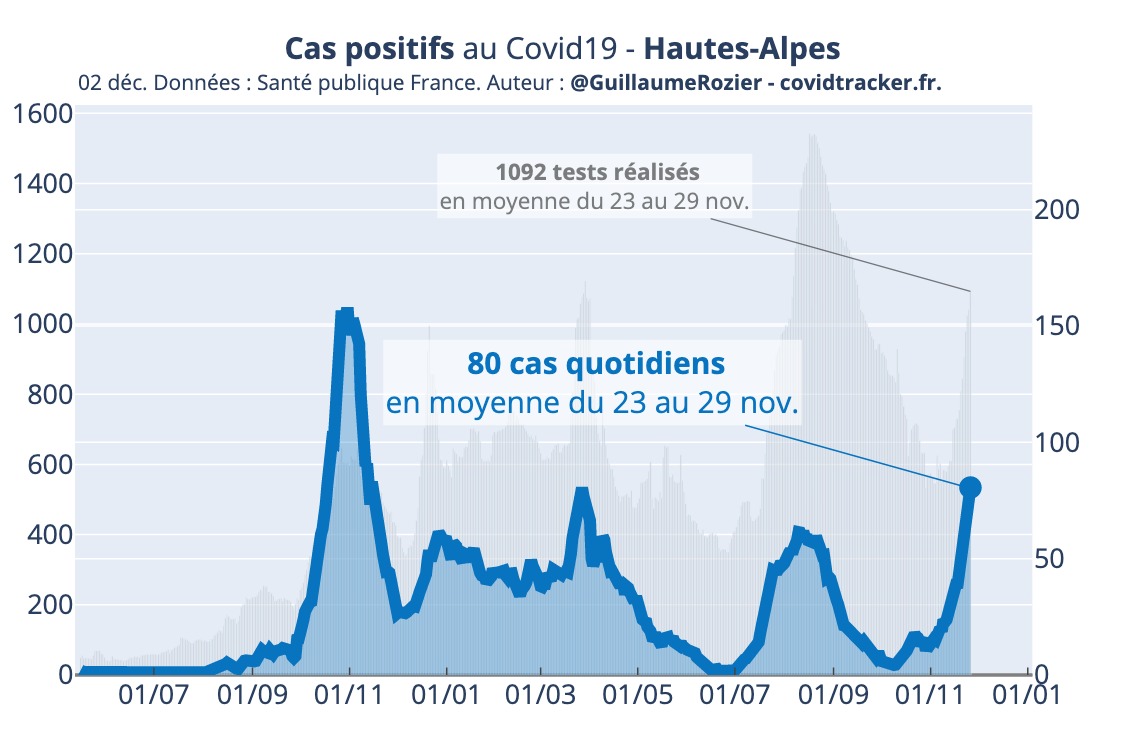 Cas positifs au Covid19 - Hautes-Alpes
02 déc. Données : Santé publique France. Auteur : @GuillaumeRozier - covidtracker.fr.
1600
1400
1200
1000
800
600
400
200
0
1092 tests réalisés
en moyenne du 23 au 29 nov.
80 cas quotidiens
en moyenne du 23 au 29 nov.
200
150
100
50
0
01/07 01/09 01/11 01/01 01/03 01/05 01/07 01/09 01/11 01/01